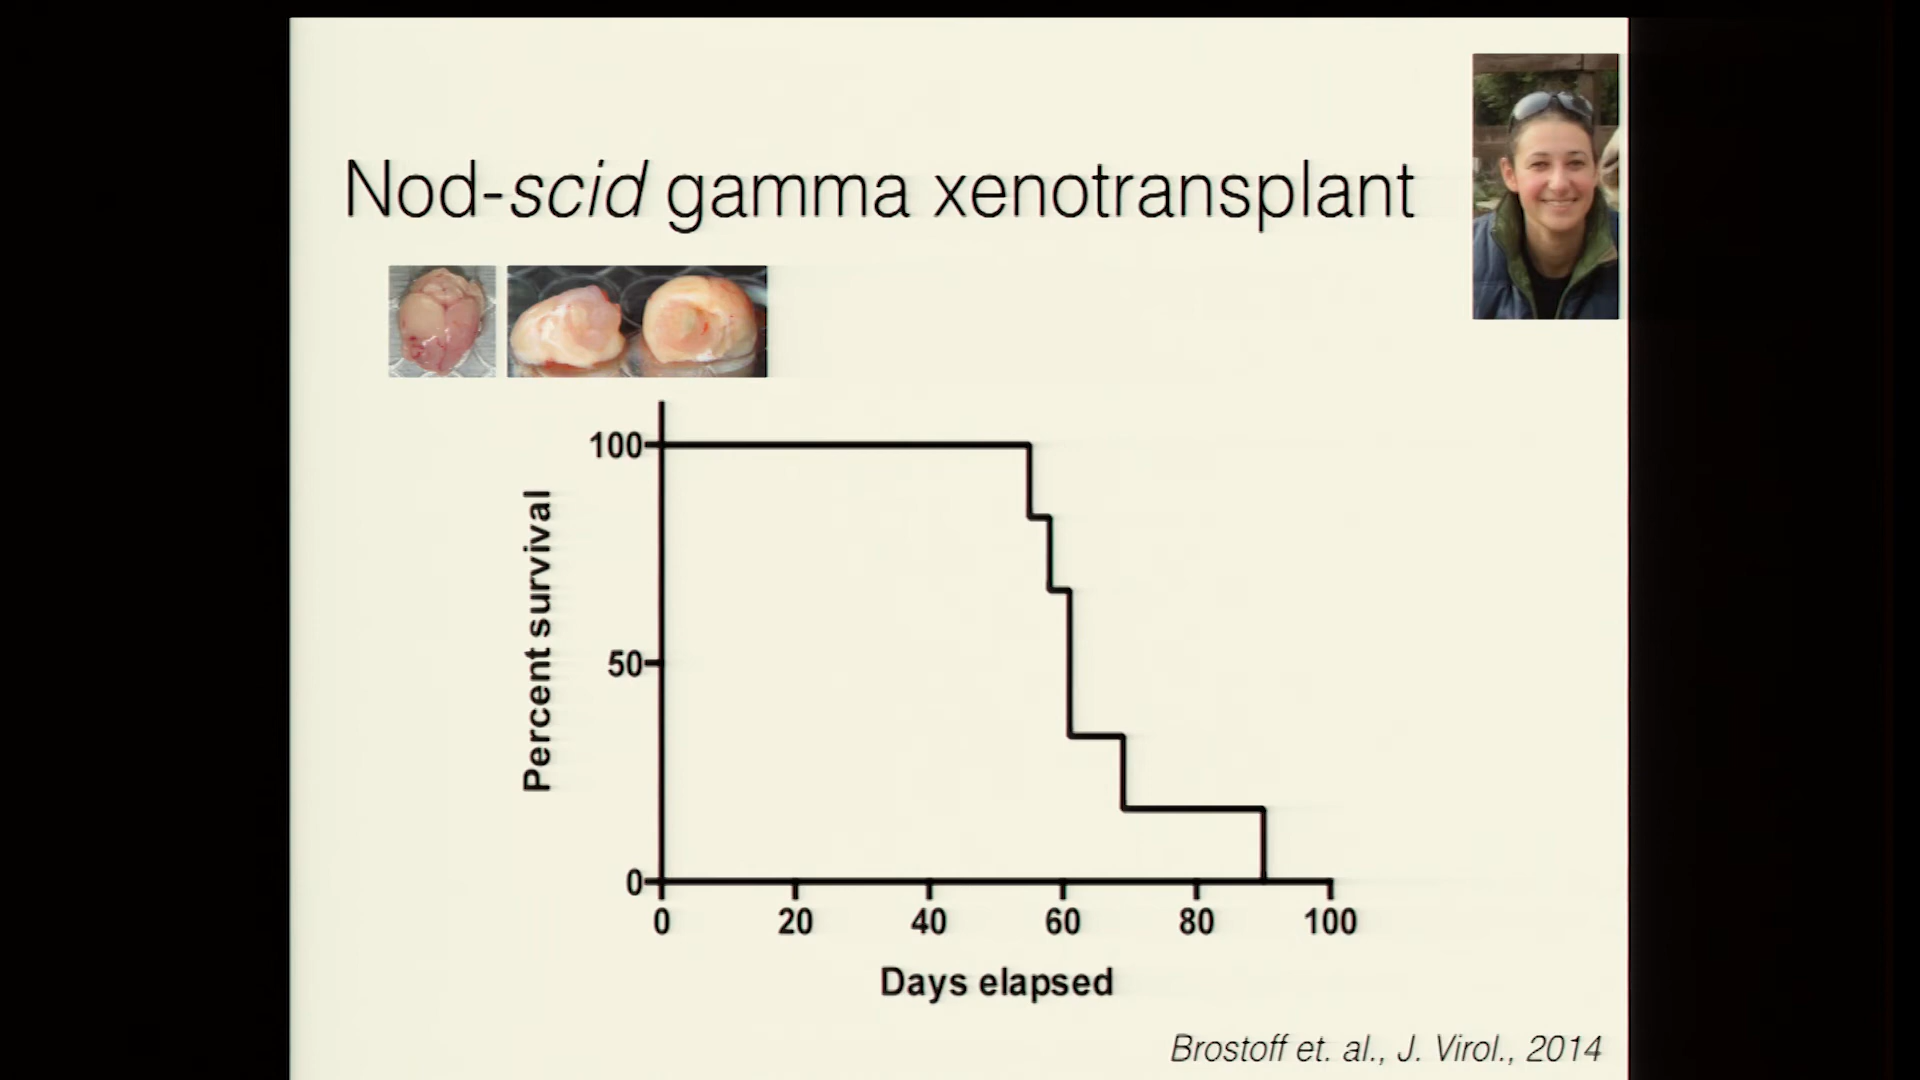 Nod-scid gamma xenotransplant
100
50
0
Percent survival
0 20 40 60 80 100
Days elapsed
Brostoff et. al., J. Virol., 2014